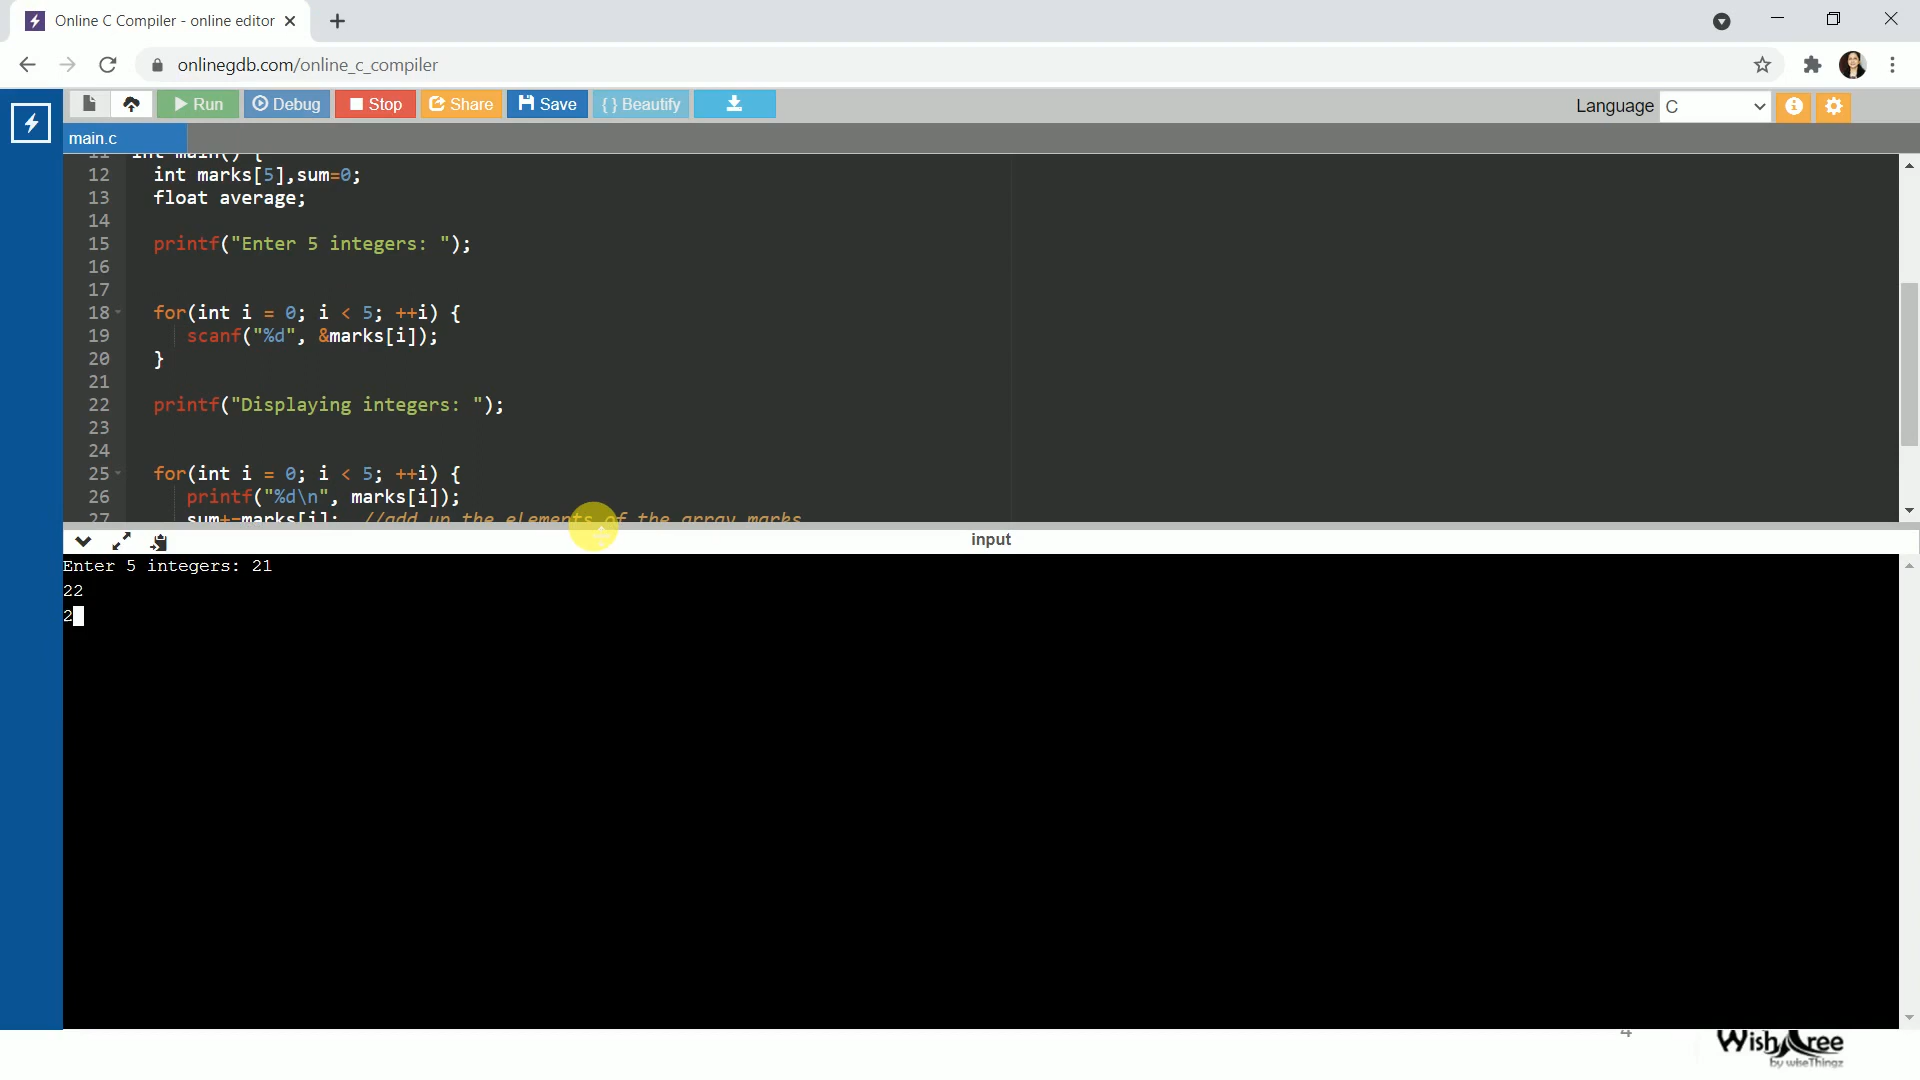 Online C Compiler - online editor
onlinegdb.com/online_c_compiler
Run Debug Stop Share Save { } Beautify Language C
main.c
11 int main() {
12 int marks[5],sum=0;
13 float average;
14
15 printf("Enter 5 integers: ");
16
17
18 for(int i = 0; i < 5; ++i) {
19 scanf("%d", &marks[i]);
20 }
21
22 printf("Displaying integers: ");
23
24
25 for(int i = 0; i < 5; ++i) {
26 printf("%d\n", marks[i]);
27 sum+=marks[i]; //add up the elements of the array marks
input
Enter 5 integers: 21
22
2
4
WishTree
by wiseThingz